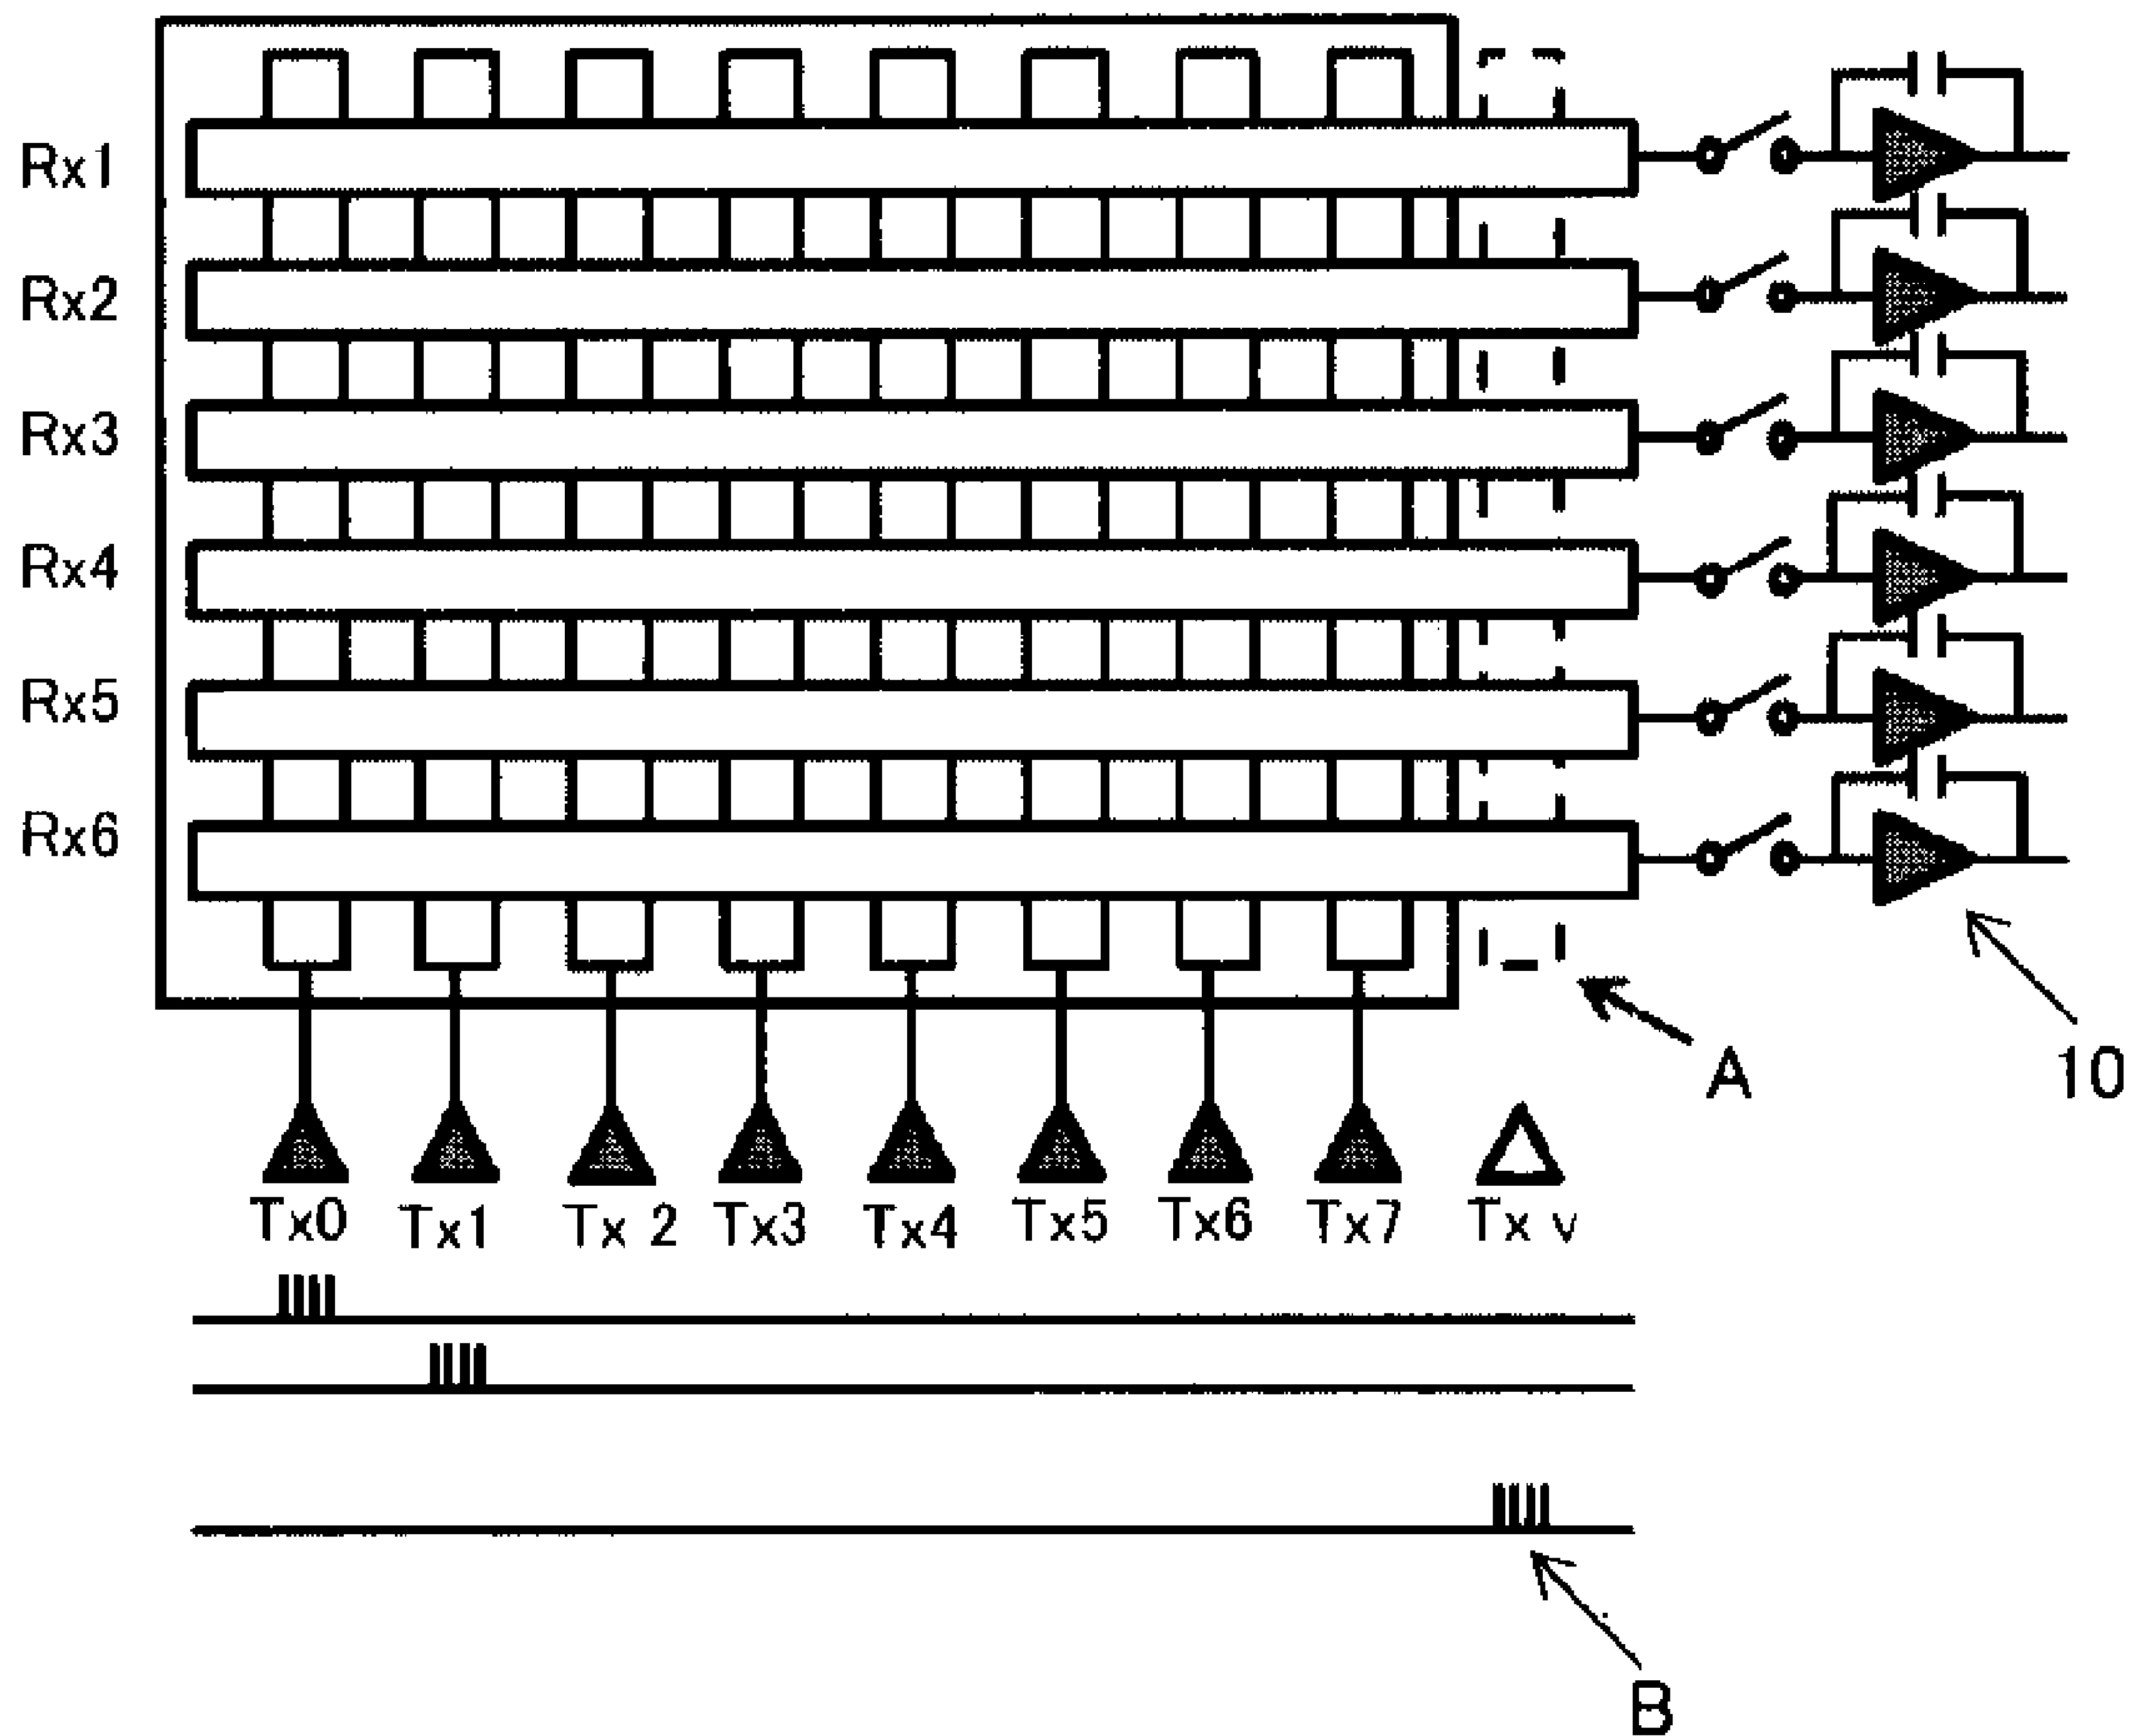 Rx1
Rx2
Rx3
Rx4
Rx5
Rx6
A
10
Tx0 Tx1 Tx 2 Tx3 Tx4 Tx5 Tx6 Tx7 Tx v
B